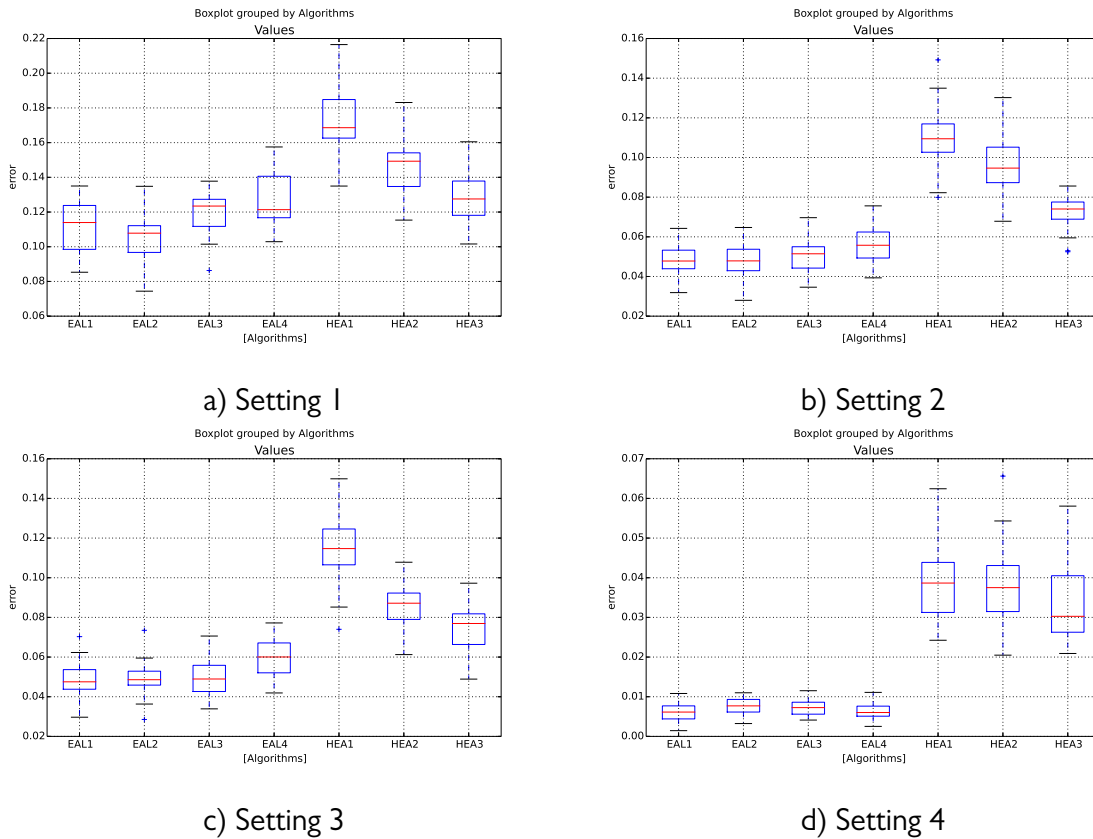 Boxplot grouped by Algorithms
Values
0.22
0.20
0.18
0.16
0.14
0.12
0.10
0.08
0.06
error
EAL1 EAL2 EAL3 EAL4 HEA1 HEA2 HEA3
[Algorithms]
a) Setting 1
Boxplot grouped by Algorithms
Values
0.16
0.14
0.12
0.10
0.08
0.06
0.04
0.02
error
EAL1 EAL2 EAL3 EAL4 HEA1 HEA2 HEA3
[Algorithms]
b) Setting 2
Boxplot grouped by Algorithms
Values
0.16
0.14
0.12
0.10
0.08
0.06
0.04
0.02
error
EAL1 EAL2 EAL3 EAL4 HEA1 HEA2 HEA3
[Algorithms]
c) Setting 3
Boxplot grouped by Algorithms
Values
0.07
0.06
0.05
0.04
0.03
0.02
0.01
0.00
error
EAL1 EAL2 EAL3 EAL4 HEA1 HEA2 HEA3
[Algorithms]
d) Setting 4